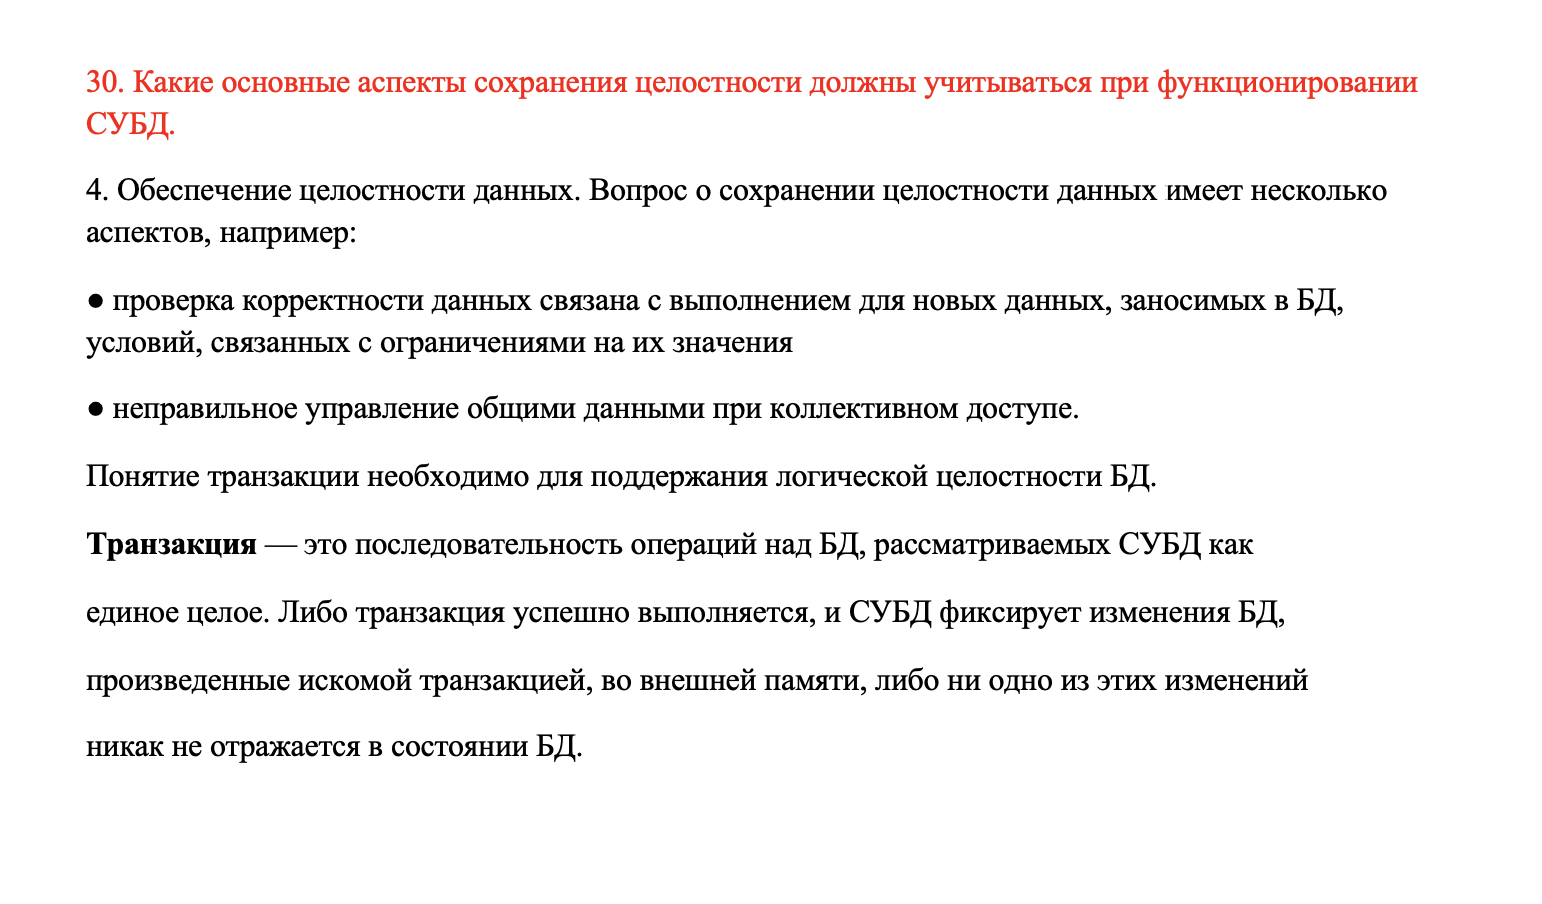 30. Какие основные аспекты сохранения целостности должны учитываться при функционировании
СУБД.
4. Обеспечение целостности данных. Вопрос о сохранении целостности данных имеет несколько
аспектов, например:
● проверка корректности данных связана с выполнением для новых данных, заносимых в БД,
условий, связанных с ограничениями на их значения
● неправильное управление общими данными при коллективном доступе.
Понятие транзакции необходимо для поддержания логической целостности БД.
Транзакция — это последовательность операций над БД, рассматриваемых СУБД как
единое целое. Либо транзакция успешно выполняется, и СУБД фиксирует изменения БД,
произведенные искомой транзакцией, во внешней памяти, либо ни одно из этих изменений
никак не отражается в состоянии БД.